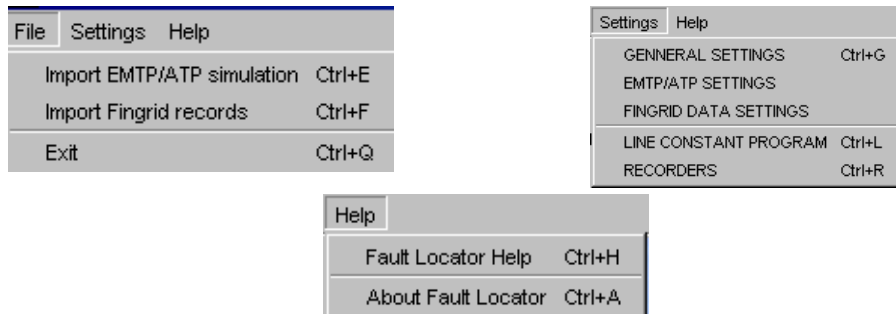 File Settings Help
Import EMTP/ATP simulation Ctrl+E
Import Fingrid records Ctrl+F
Exit Ctrl+Q
Settings Help
GENNERAL SETTINGS Ctrl+G
EMTP/ATP SETTINGS
FINGRID DATA SETTINGS
LINE CONSTANT PROGRAM Ctrl+L
RECORDERS Ctrl+R
Help
Fault Locator Help Ctrl+H
About Fault Locator Ctrl+A